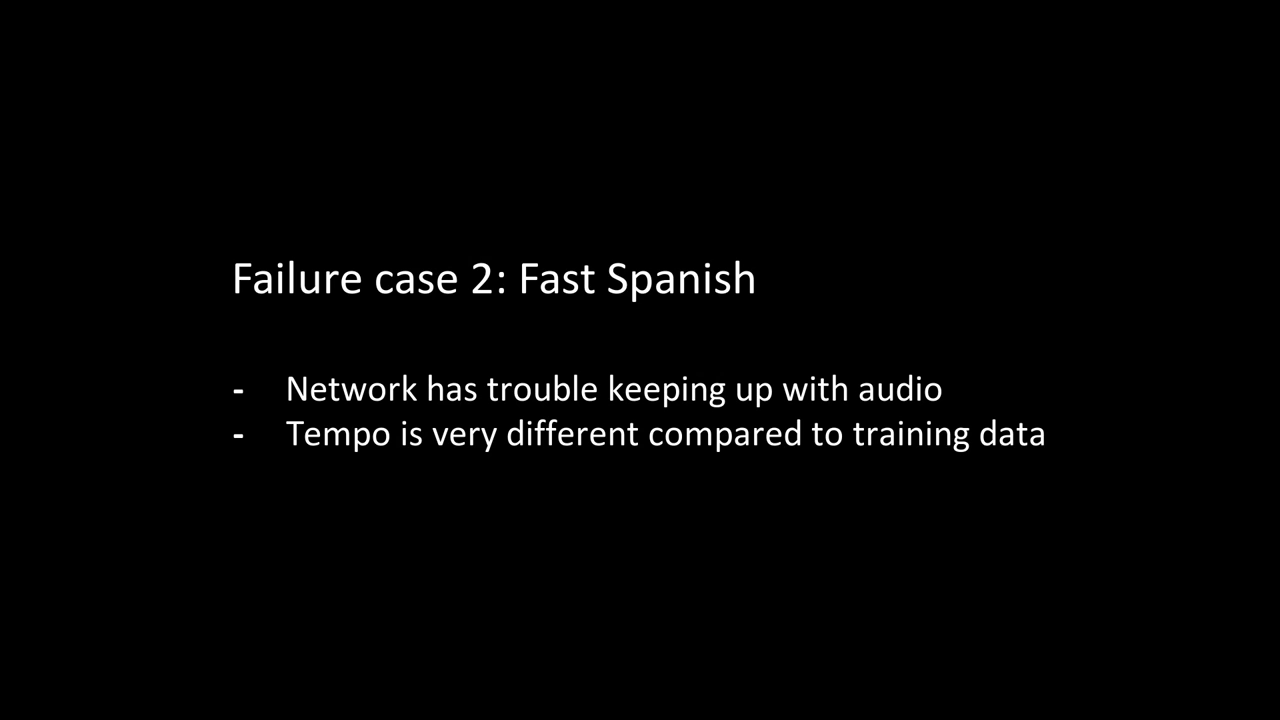 Failure case 2: Fast Spanish
- Network has trouble keeping up with audio
- Tempo is very different compared to training data